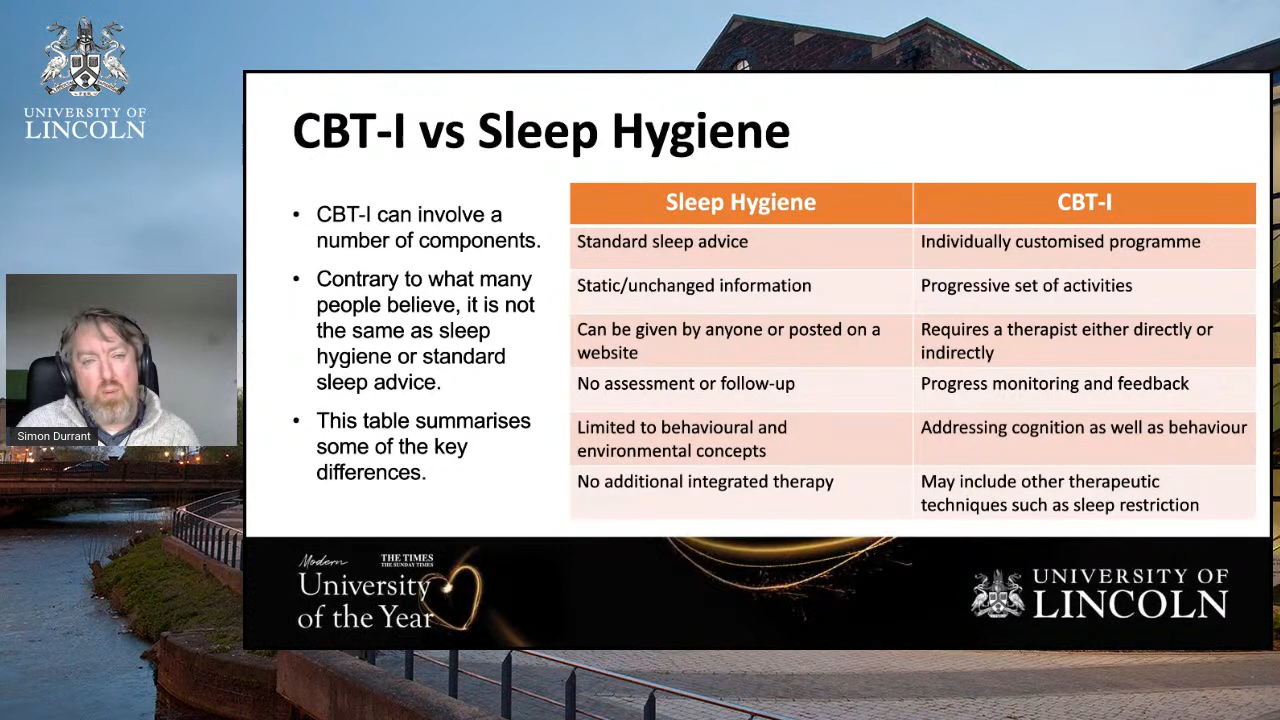 UNIVERSITY OF
LINCOLN
CBT-I vs Sleep Hygiene
• CBT-I can involve a
number of components.
• Contrary to what many
people believe, it is not
the same as sleep
hygiene or standard
sleep advice.
• This table summarises
some of the key
differences.
Sleep Hygiene
CBT-I
Standard sleep advice
Individually customised programme
Static/unchanged information
Progressive set of activities
Can be given by anyone or posted on a
website
Requires a therapist either directly or
indirectly
No assessment or follow-up
Progress monitoring and feedback
Limited to behavioural and
environmental concepts
Addressing cognition as well as behaviour
No additional integrated therapy
May include other therapeutic
techniques such as sleep restriction
Simon Durrant
Modern
THE TIMES
THE SUNDAY TIMES
University
of the Year
UNIVERSITY OF
LINCOLN